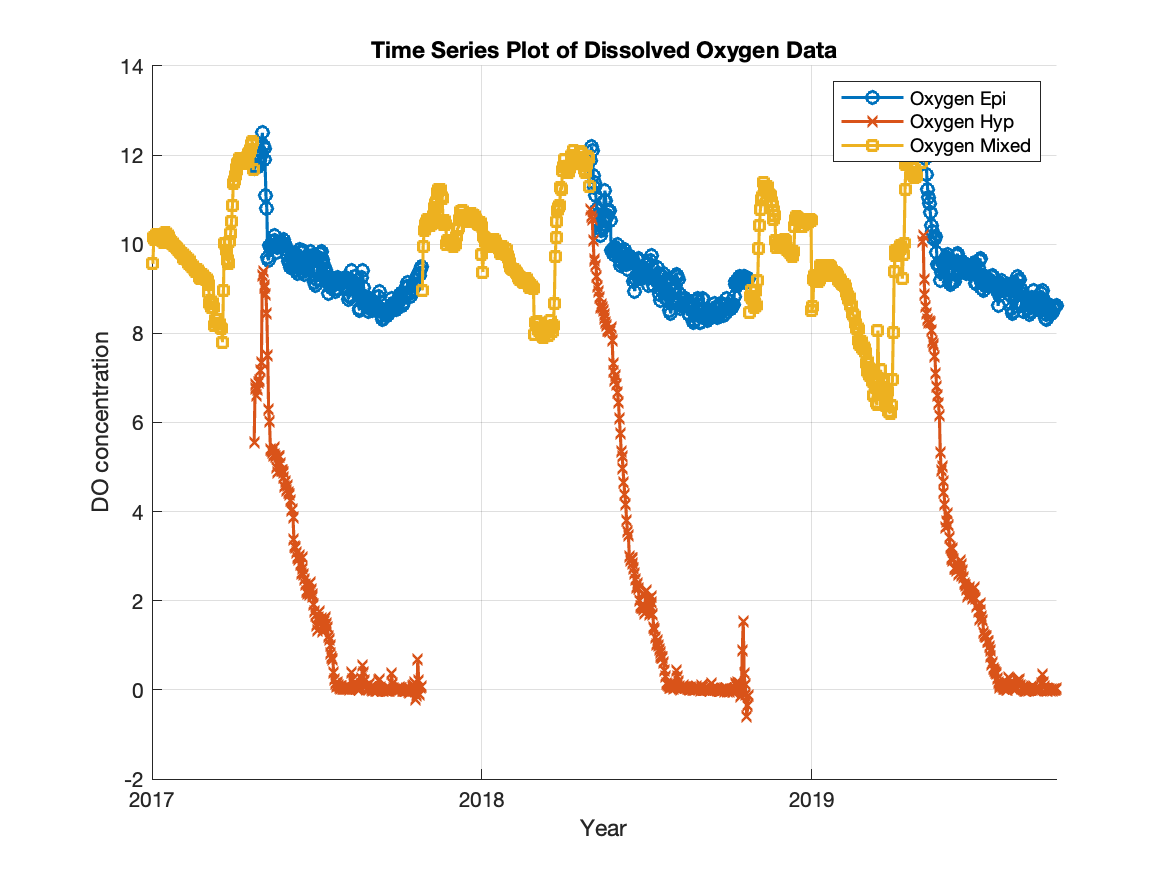 Time Series Plot of Dissolved Oxygen Data
14
12
10
8
6
4
2
0
-2
DO concentration
Oxygen Epi
Oxygen Hyp
Oxygen Mixed
2017
2018
2019
Year